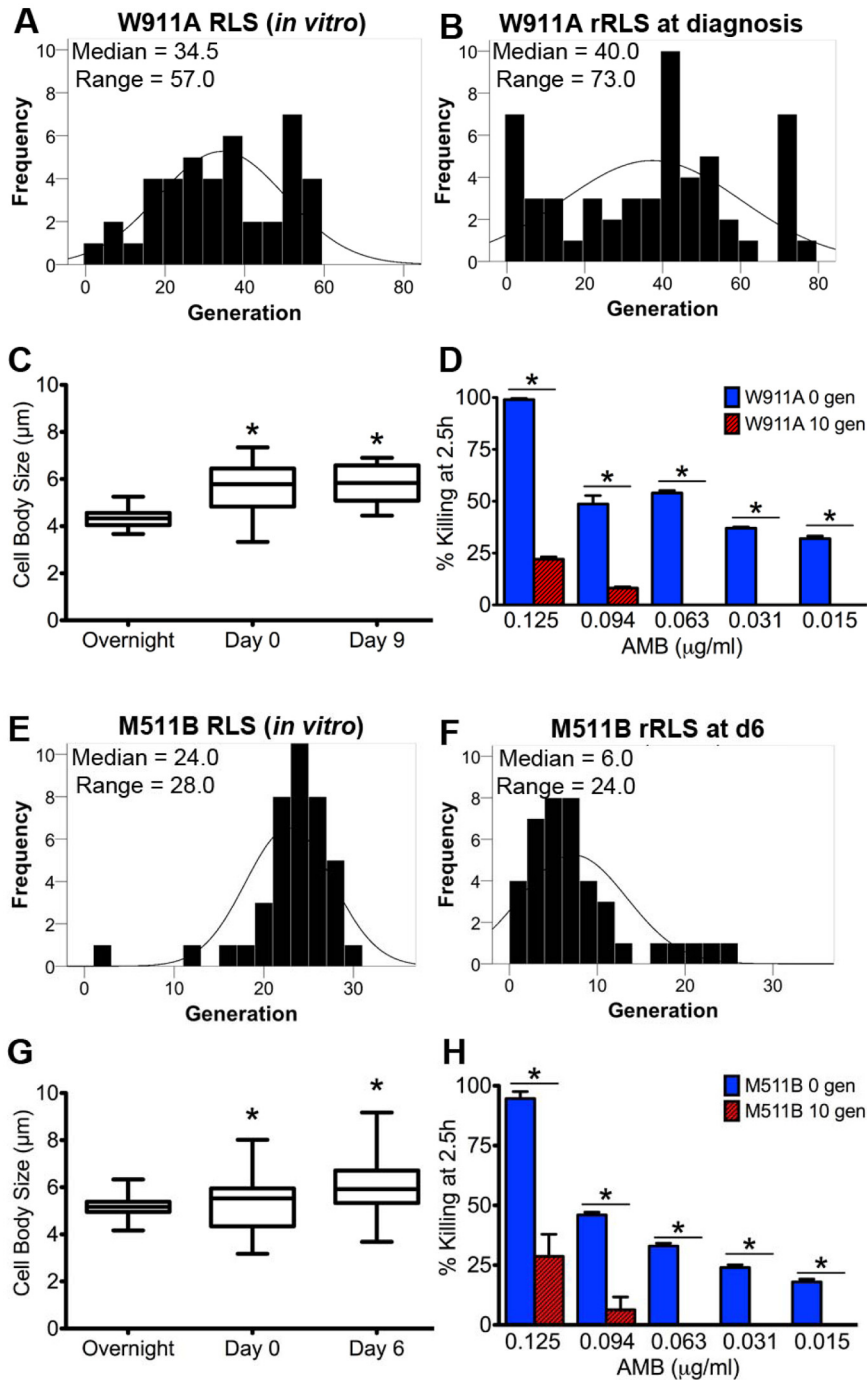 A
W911A RLS (in vitro)
Median = 34.5
Range = 57.0
Frequency
10
8
6
4
2
0
0 20 40 60 80
Generation
B
W911A rRLS at diagnosis
Median = 40.0
Range = 73.0
Frequency
10
8
6
4
2
0
0 20 40 60 80
Generation
C
Cell Body Size (µm)
10
8
6
4
2
0
* *
Overnight Day 0 Day 9
D
% Killing at 2.5h
100
75
50
25
0
W911A 0 gen
W911A 10 gen
* * * * *
0.125 0.094 0.063 0.031 0.015
AMB (µg/ml)
E
M511B RLS (in vitro)
Median = 24.0
Range = 28.0
Frequency
10
8
6
4
2
0
0 10 20 30
Generation
F
M511B rRLS at d6
Median = 6.0
Range = 24.0
Frequency
10
8
6
4
2
0
0 10 20 30
Generation
G
Cell Body Size (µm)
10
8
6
4
2
0
* *
Overnight Day 0 Day 6
H
% Killing at 2.5h
100
75
50
25
0
M511B 0 gen
M511B 10 gen
* * * * *
0.125 0.094 0.063 0.031 0.015
AMB (µg/ml)